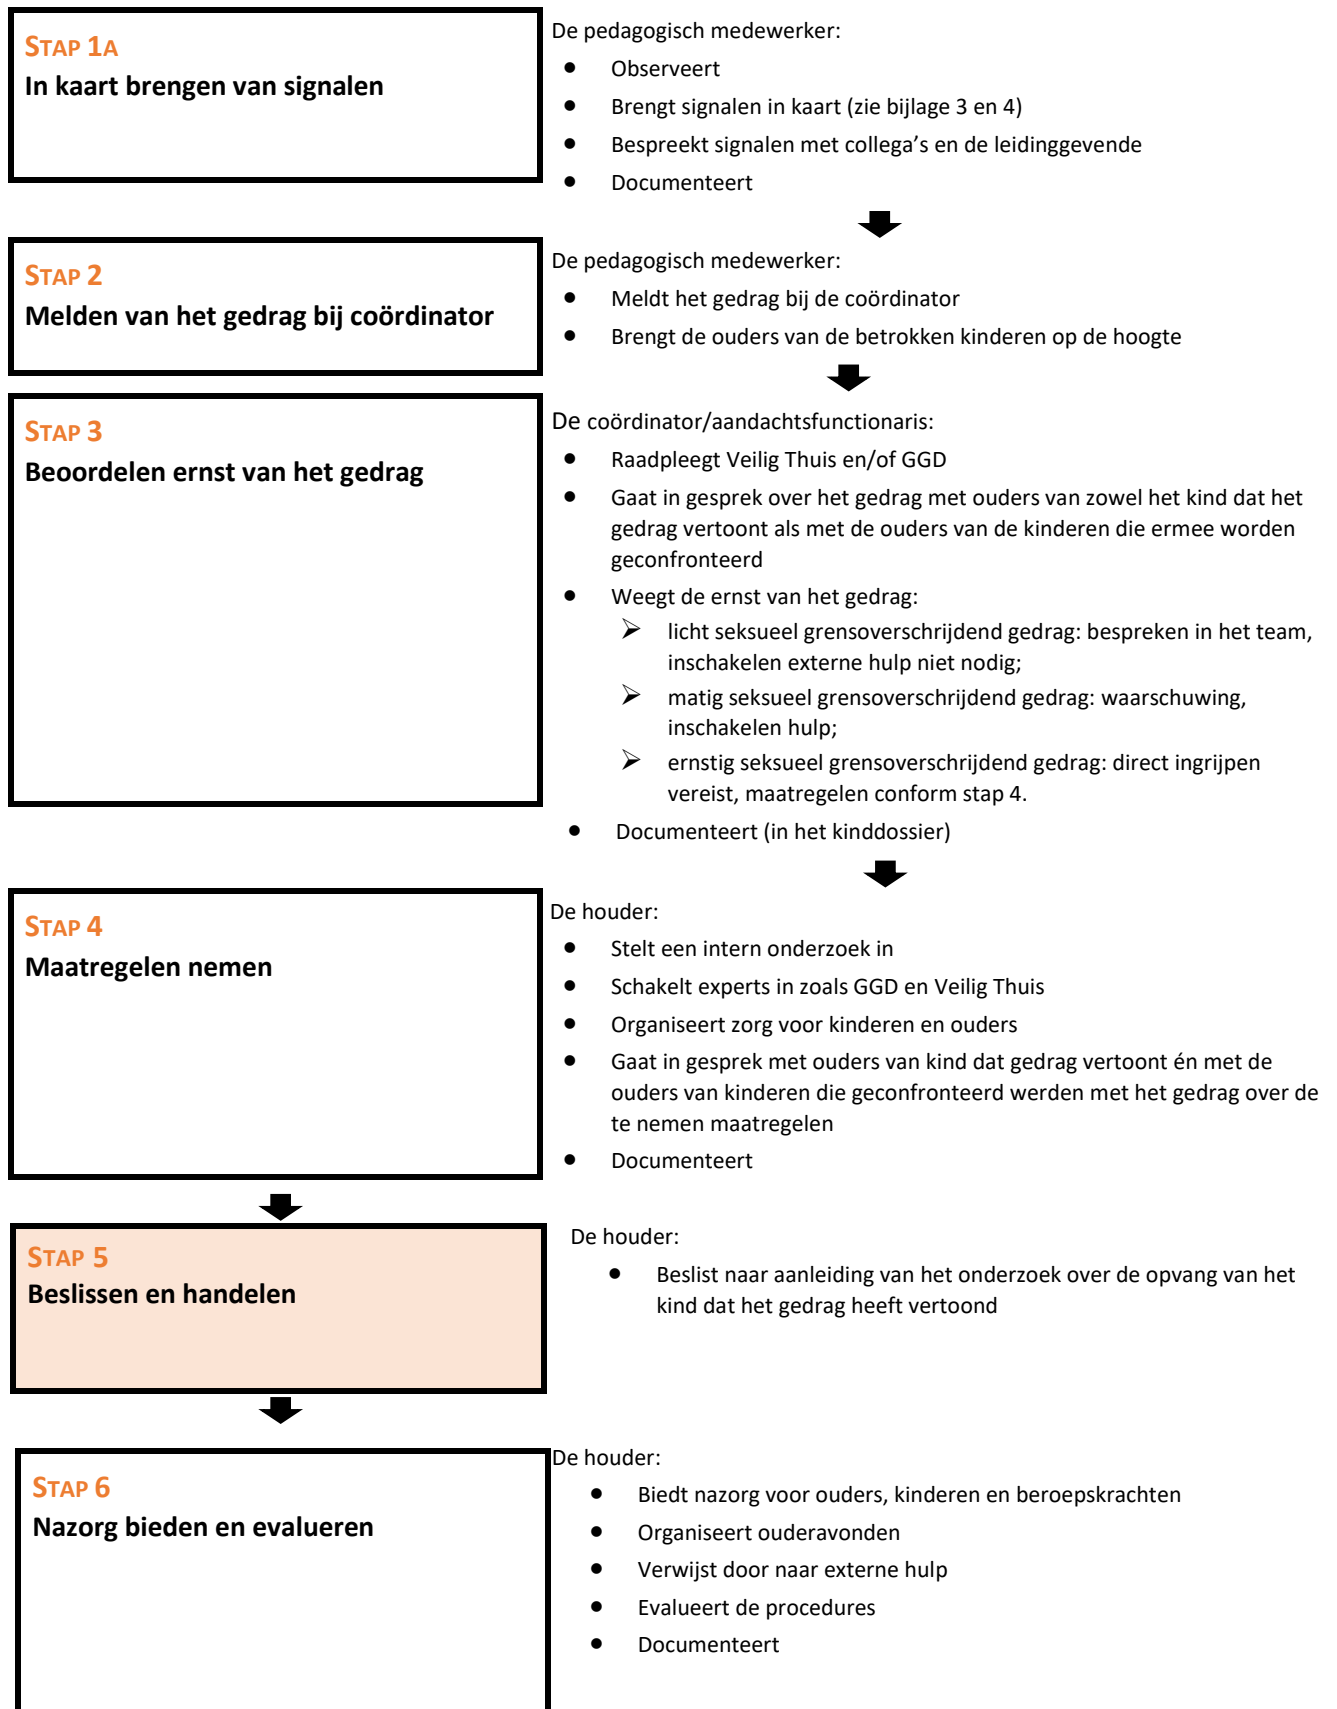 STAP 1A
In kaart brengen van signalen
De pedagogisch medewerker:
• Observeert
• Brengt signalen in kaart (zie bijlage 3 en 4)
• Bespreekt signalen met collega’s en de leidinggevende
• Documenteert
STAP 2
Melden van het gedrag bij coördinator
De pedagogisch medewerker:
• Meldt het gedrag bij de coördinator
• Brengt de ouders van de betrokken kinderen op de hoogte
STAP 3
Beoordelen ernst van het gedrag
De coördinator/aandachtsfunctionaris:
• Raadpleegt Veilig Thuis en/of GGD
• Gaat in gesprek over het gedrag met ouders van zowel het kind dat het
gedrag vertoont als met de ouders van de kinderen die ermee worden
geconfronteerd
• Weegt de ernst van het gedrag:
➢ licht seksueel grensoverschrijdend gedrag: bespreken in het team,
inschakelen externe hulp niet nodig;
➢ matig seksueel grensoverschrijdend gedrag: waarschuwing,
inschakelen hulp;
➢ ernstig seksueel grensoverschrijdend gedrag: direct ingrijpen
vereist, maatregelen conform stap 4.
• Documenteert (in het kinddossier)
STAP 4
Maatregelen nemen
De houder:
• Stelt een intern onderzoek in
• Schakelt experts in zoals GGD en Veilig Thuis
• Organiseert zorg voor kinderen en ouders
• Gaat in gesprek met ouders van kind dat gedrag vertoont én met de
ouders van kinderen die geconfronteerd werden met het gedrag over de
te nemen maatregelen
• Documenteert
STAP 5
Beslissen en handelen
De houder:
• Beslist naar aanleiding van het onderzoek over de opvang van het
kind dat het gedrag heeft vertoond
STAP 6
Nazorg bieden en evalueren
De houder:
• Biedt nazorg voor ouders, kinderen en beroepskrachten
• Organiseert ouderavonden
• Verwijst door naar externe hulp
• Evalueert de procedures
• Documenteert